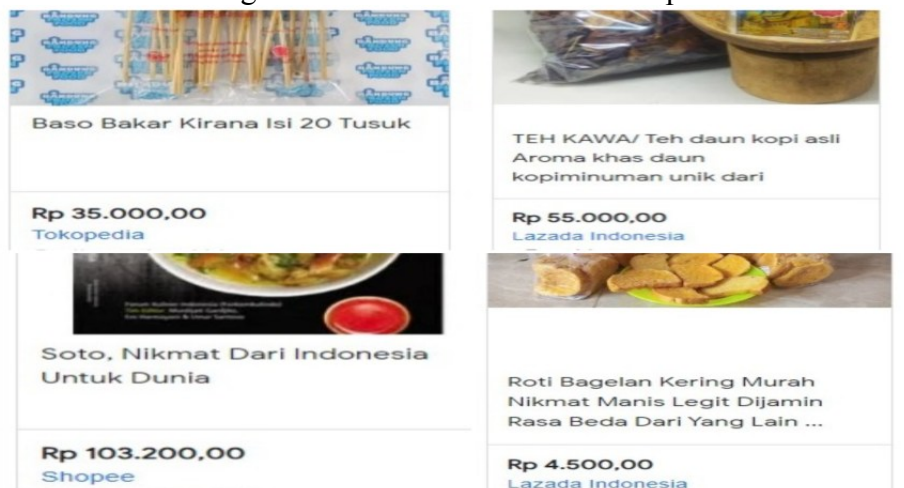 Baso Bakar Kirana Isi 20 Tusuk
Rp 35.000,00
Tokopedia
TEH KAWA/ Teh daun kopi asli
Aroma khas daun
kopiminuman unik dari
Rp 55.000,00
Lazada Indonesia
Soto, Nikmat Dari Indonesia
Untuk Dunia
Rp 103.200,00
Shopee
Roti Bagelan Kering Murah
Nikmat Manis Legit Dijamin
Rasa Beda Dari Yang Lain ...
Rp 4.500,00
Lazada Indonesia